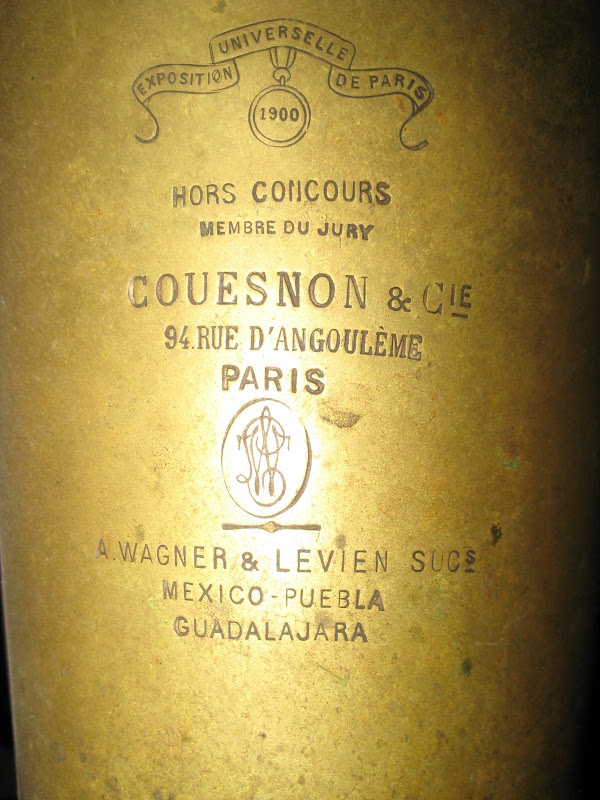 EXPOSITION UNIVERSELLE DE PARIS
1900
HORS CONCOURS
MEMBRE DU JURY
COUESNON & CIE
94. RUE D'ANGOULÈME
PARIS
A. WAGNER & LEVIEN SUCS
MEXICO - PUEBLA
GUADALAJARA